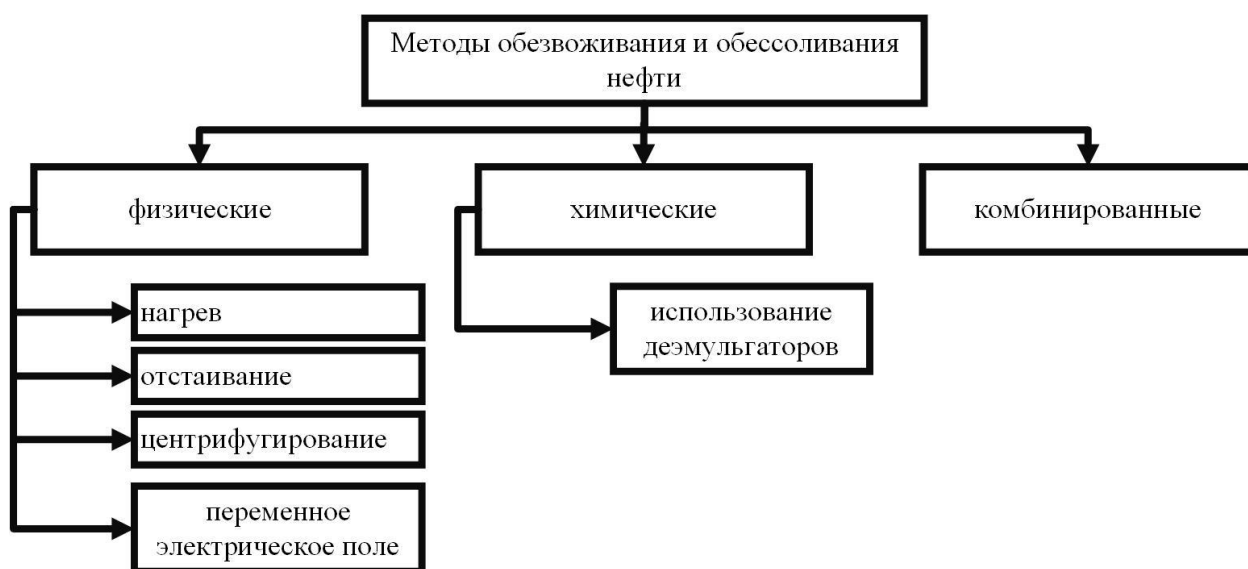 Методы обезвоживания и обессоливания
нефти
физические
химические
комбинированные
нагрев
отстаивание
центрифугирование
переменное
электрическое поле
использование
деэмульгаторов